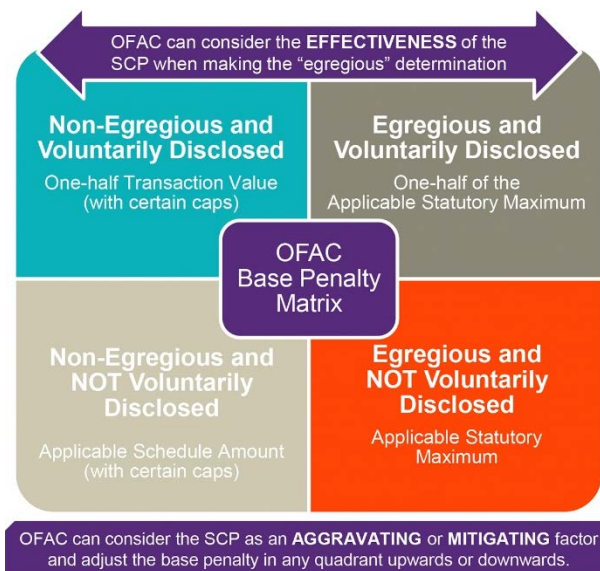 OFAC can consider the EFFECTIVENESS of the
SCP when making the “egregious” determination
Non-Egregious and
Voluntarily Disclosed
One-half Transaction Value
(with certain caps)
Egregious and
Voluntarily Disclosed
One-half of the
Applicable Statutory Maximum
OFAC
Base Penalty
Matrix
Non-Egregious and
NOT Voluntarily
Disclosed
Applicable Schedule Amount
(with certain caps)
Egregious and
NOT Voluntarily
Disclosed
Applicable Statutory
Maximum
OFAC can consider the SCP as an AGGRAVATING or MITIGATING factor
and adjust the base penalty in any quadrant upwards or downwards.